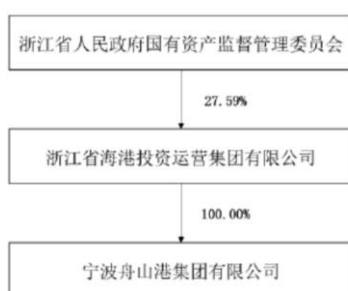 浙江省人民政府国有资产监督管理委员会
27.59%
浙江省海港投资运营集团有限公司
100.00%
宁波舟山港集团有限公司